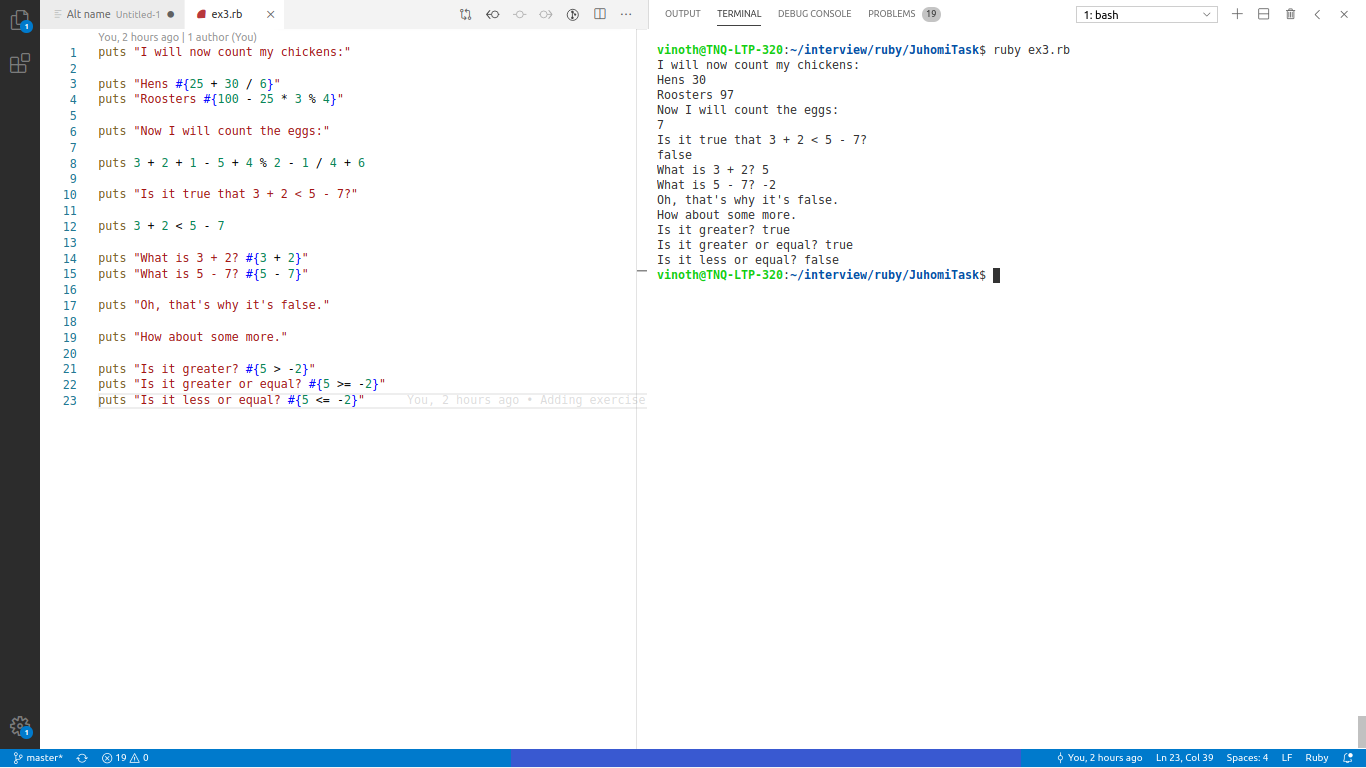 Alt name Untitled-1 ●
ex3.rb
You, 2 hours ago | 1 author (You)
1 puts "I will now count my chickens:"
2
3 puts "Hens #{25 + 30 / 6}"
4 puts "Roosters #{100 - 25 * 3 % 4}"
5
6 puts "Now I will count the eggs:"
7
8 puts 3 + 2 + 1 - 5 + 4 % 2 - 1 / 4 + 6
9
10 puts "Is it true that 3 + 2 < 5 - 7?"
11
12 puts 3 + 2 < 5 - 7
13
14 puts "What is 3 + 2? #{3 + 2}"
15 puts "What is 5 - 7? #{5 - 7}"
16
17 puts "Oh, that's why it's false."
18
19 puts "How about some more."
20
21 puts "Is it greater? #{5 > -2}"
22 puts "Is it greater or equal? #{5 >= -2}"
23 puts "Is it less or equal? #{5 <= -2}" You, 2 hours ago • Adding exercise
OUTPUT TERMINAL DEBUG CONSOLE PROBLEMS 19
1: bash
vinoth@TNQ-LTP-320:~/interview/ruby/JuhomiTask$ ruby ex3.rb
I will now count my chickens:
Hens 30
Roosters 97
Now I will count the eggs:
7
Is it true that 3 + 2 < 5 - 7?
false
What is 3 + 2? 5
What is 5 - 7? -2
Oh, that's why it's false.
How about some more.
Is it greater? true
Is it greater or equal? true
Is it less or equal? false
vinoth@TNQ-LTP-320:~/interview/ruby/JuhomiTask$
1
1
master* 19 0
You, 2 hours ago Ln 23, Col 39 Spaces: 4 LF Ruby